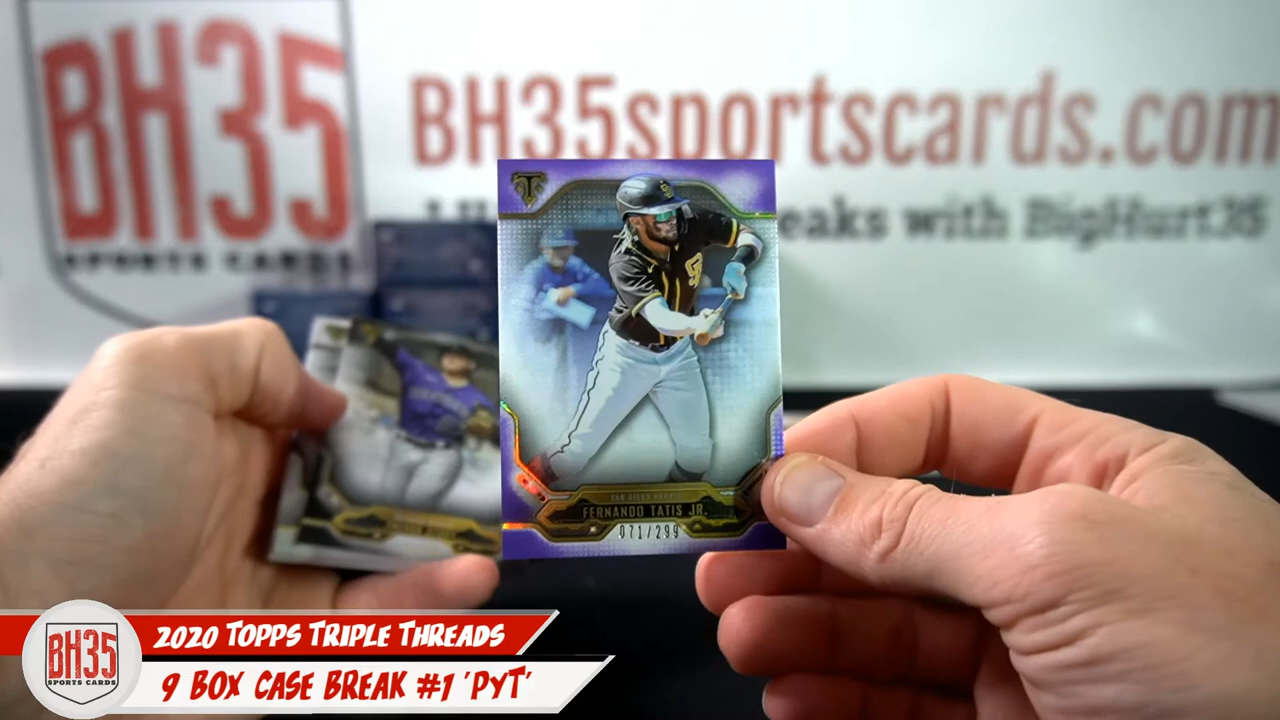 BH35
SPORTS CARDS
BH35sportscards.com
eaks with BigHurt35
SAN DIEGO PADRES
FERNANDO TATIS JR.
071/299
BH35
SPORTS CARDS
2020 TOPPS TRIPLE THREADS
9 BOX CASE BREAK #1 'PYT'